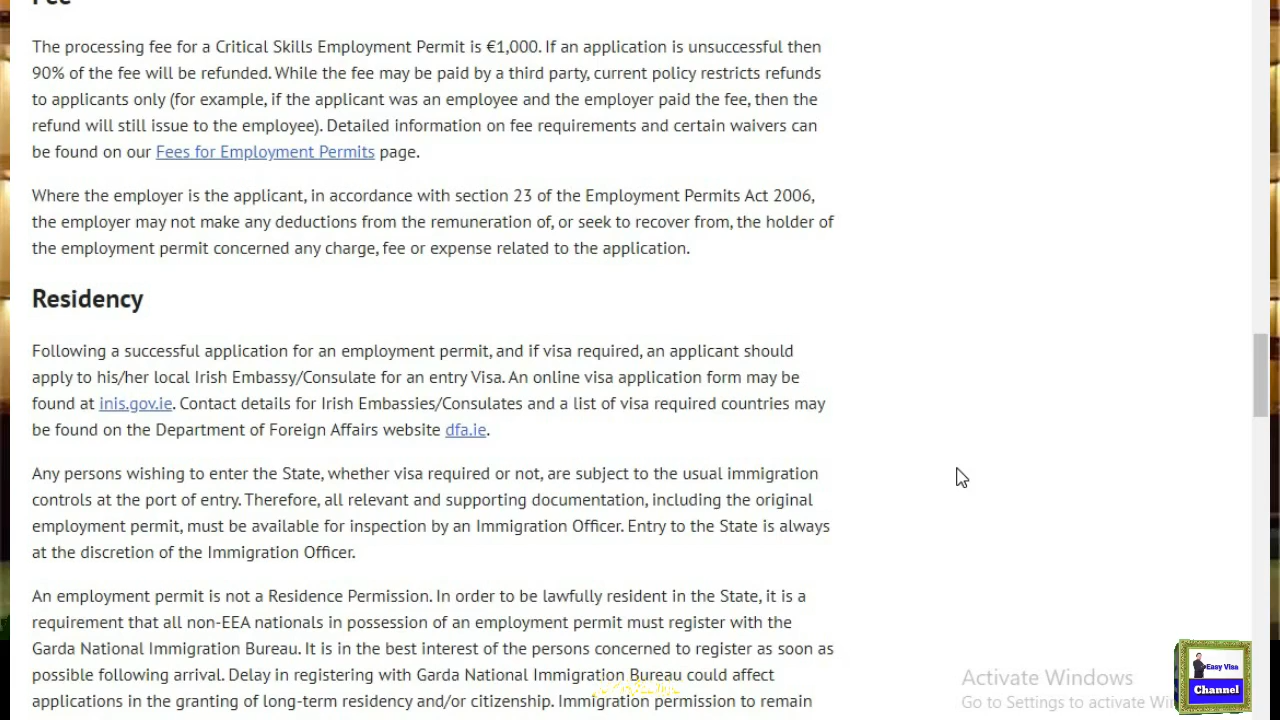 Fee
The processing fee for a Critical Skills Employment Permit is €1,000. If an application is unsuccessful then
90% of the fee will be refunded. While the fee may be paid by a third party, current policy restricts refunds
to applicants only (for example, if the applicant was an employee and the employer paid the fee, then the
refund will still issue to the employee). Detailed information on fee requirements and certain waivers can
be found on our Fees for Employment Permits page.
Where the employer is the applicant, in accordance with section 23 of the Employment Permits Act 2006,
the employer may not make any deductions from the remuneration of, or seek to recover from, the holder of
the employment permit concerned any charge, fee or expense related to the application.
Residency
Following a successful application for an employment permit, and if visa required, an applicant should
apply to his/her local Irish Embassy/Consulate for an entry Visa. An online visa application form may be
found at inis.gov.ie. Contact details for Irish Embassies/Consulates and a list of visa required countries may
be found on the Department of Foreign Affairs website dfa.ie.
Any persons wishing to enter the State, whether visa required or not, are subject to the usual immigration
controls at the port of entry. Therefore, all relevant and supporting documentation, including the original
employment permit, must be available for inspection by an Immigration Officer. Entry to the State is always
at the discretion of the Immigration Officer.
An employment permit is not a Residence Permission. In order to be lawfully resident in the State, it is a
requirement that all non-EEA nationals in possession of an employment permit must register with the
Garda National Immigration Bureau. It is in the best interest of the persons concerned to register as soon as
possible following arrival. Delay in registering with Garda National Immigration Bureau could affect
applications in the granting of long-term residency and/or citizenship. Immigration permission to remain
Activate Windows
Go to Settings to activate
Easy Visa
Channel